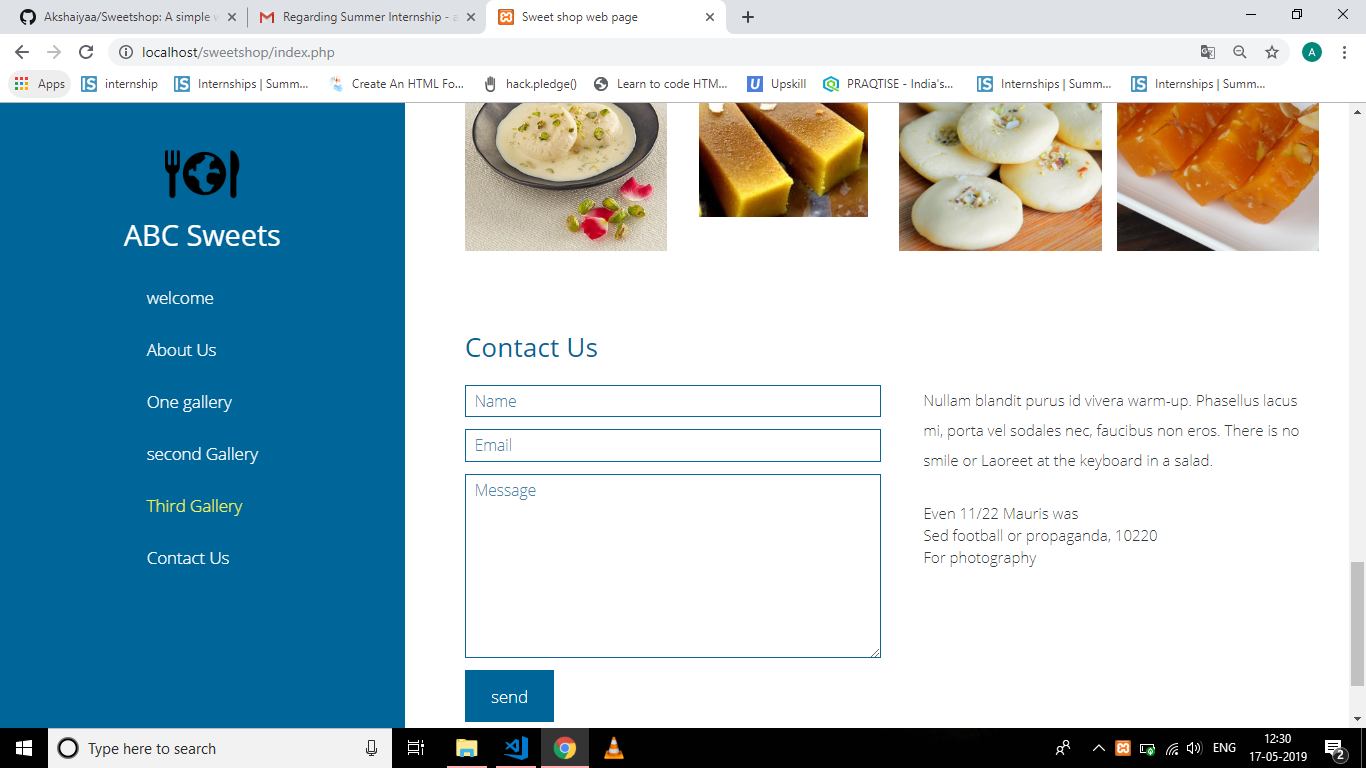 Akshaiyaa/Sweetshop: A simple w
Regarding Summer Internship - a
Sweet shop web page
localhost/sweetshop/index.php
A
Apps
internship
Internships | Summ...
Create An HTML Fo...
hack.pledge()
Learn to code HTM...
Upskill
PRAQTISE - India's...
Internships | Summ...
Internships | Summ...
ABC Sweets
welcome
About Us
One gallery
second Gallery
Third Gallery
Contact Us
Contact Us
Name
Email
Message
send
Nullam blandit purus id vivera warm-up. Phasellus lacus
mi, porta vel sodales nec, faucibus non eros. There is no
smile or Laoreet at the keyboard in a salad.
Even 11/22 Mauris was
Sed football or propaganda, 10220
For photography
Type here to search
ENG
12:30
17-05-2019
2